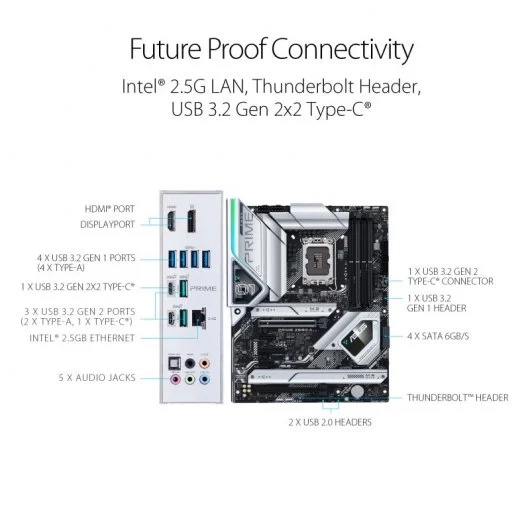 Future Proof Connectivity
Intel® 2.5G LAN, Thunderbolt Header,
USB 3.2 Gen 2x2 Type-C®
HDMI® PORT
DISPLAYPORT
4 X USB 3.2 GEN 1 PORTS
(4 X TYPE-A)
1 X USB 3.2 GEN 2X2 TYPE-C®
3 X USB 3.2 GEN 2 PORTS
(2 X TYPE-A, 1 X TYPE-C®)
INTEL® 2.5GB ETHERNET
5 X AUDIO JACKS
PRIME
PRIME
1 X USB 3.2 GEN 2
TYPE-C® CONNECTOR
1 X USB 3.2
GEN 1 HEADER
4 X SATA 6GB/S
THUNDERBOLT™ HEADER
2 X USB 2.0 HEADERS